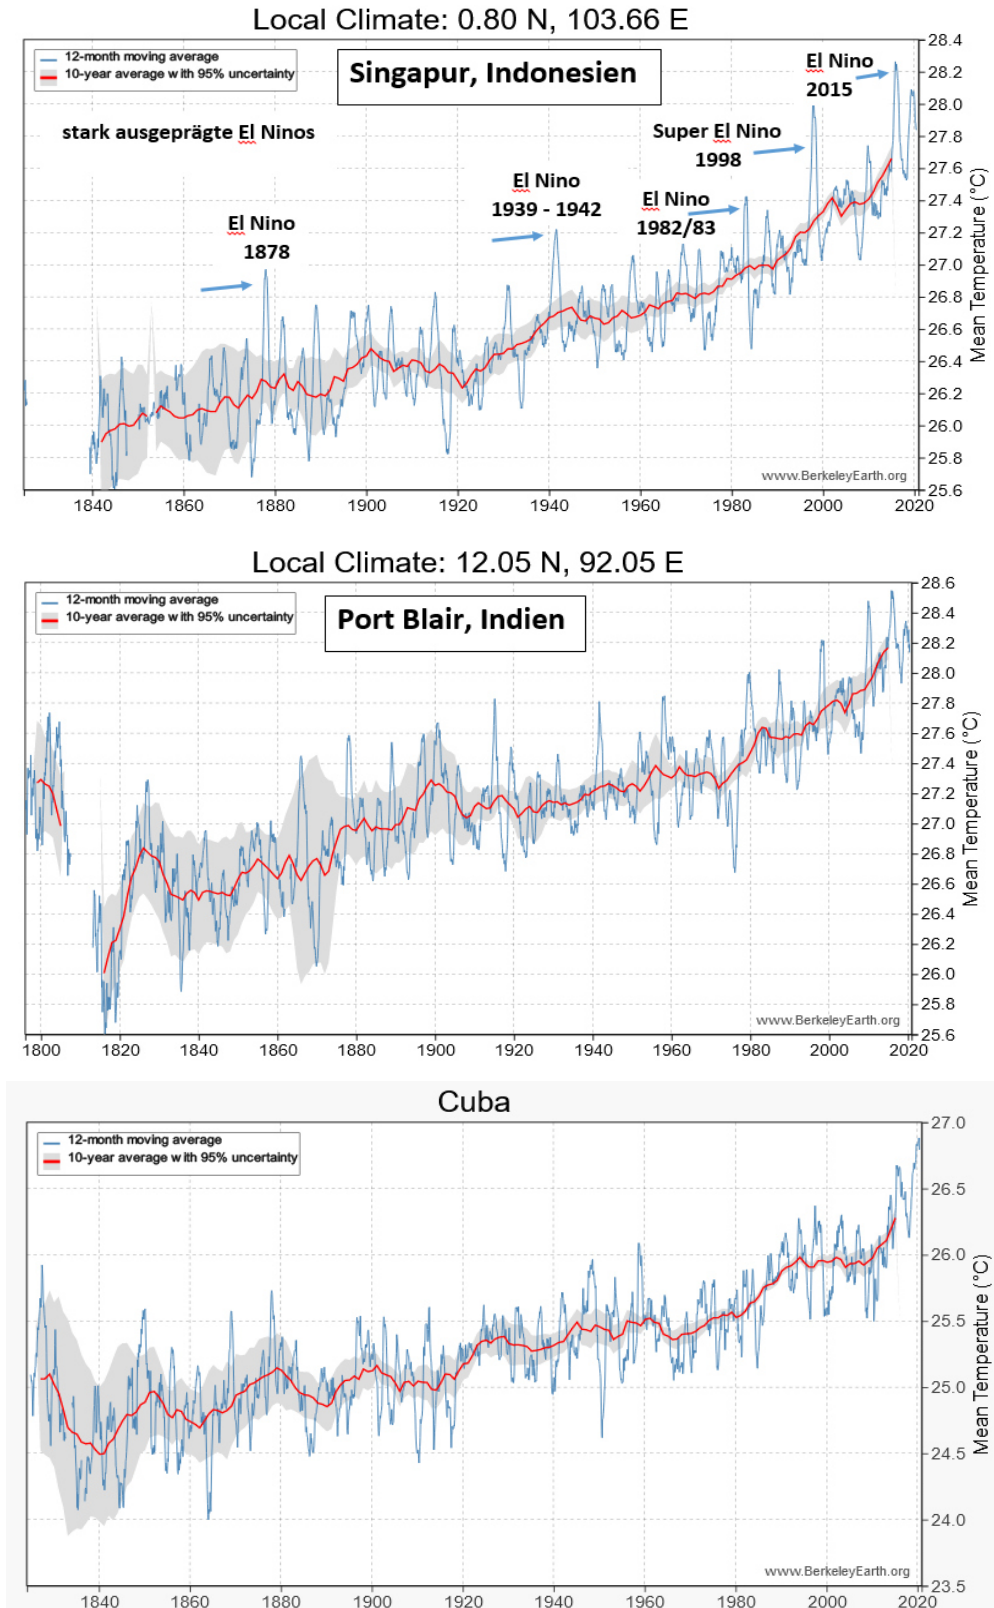 Local Climate: 0.80 N, 103.66 E
12-month moving average
10-year average with 95% uncertainty
Singapur, Indonesien
stark ausgeprägte El Ninos
El Nino
1878
El Nino
1939 - 1942
El Nino
1982/83
Super El Nino
1998
El Nino
2015
28.4
28.2
28.0
27.8
27.6
27.4
27.2
27.0
26.8
26.6
26.4
26.2
26.0
25.8
25.6
Mean Temperature (°C)
www.BerkeleyEarth.org
1840 1860 1880 1900 1920 1940 1960 1980 2000 2020
Local Climate: 12.05 N, 92.05 E
12-month moving average
10-year average with 95% uncertainty
Port Blair, Indien
28.6
28.4
28.2
28.0
27.8
27.6
27.4
27.2
27.0
26.8
26.6
26.4
26.2
26.0
25.8
25.6
Mean Temperature (°C)
www.BerkeleyEarth.org
1800 1820 1840 1860 1880 1900 1920 1940 1960 1980 2000 2020
Cuba
12-month moving average
10-year average with 95% uncertainty
27.0
26.5
26.0
25.5
25.0
24.5
24.0
23.5
Mean Temperature (°C)
www.BerkeleyEarth.org
1840 1860 1880 1900 1920 1940 1960 1980 2000 2020